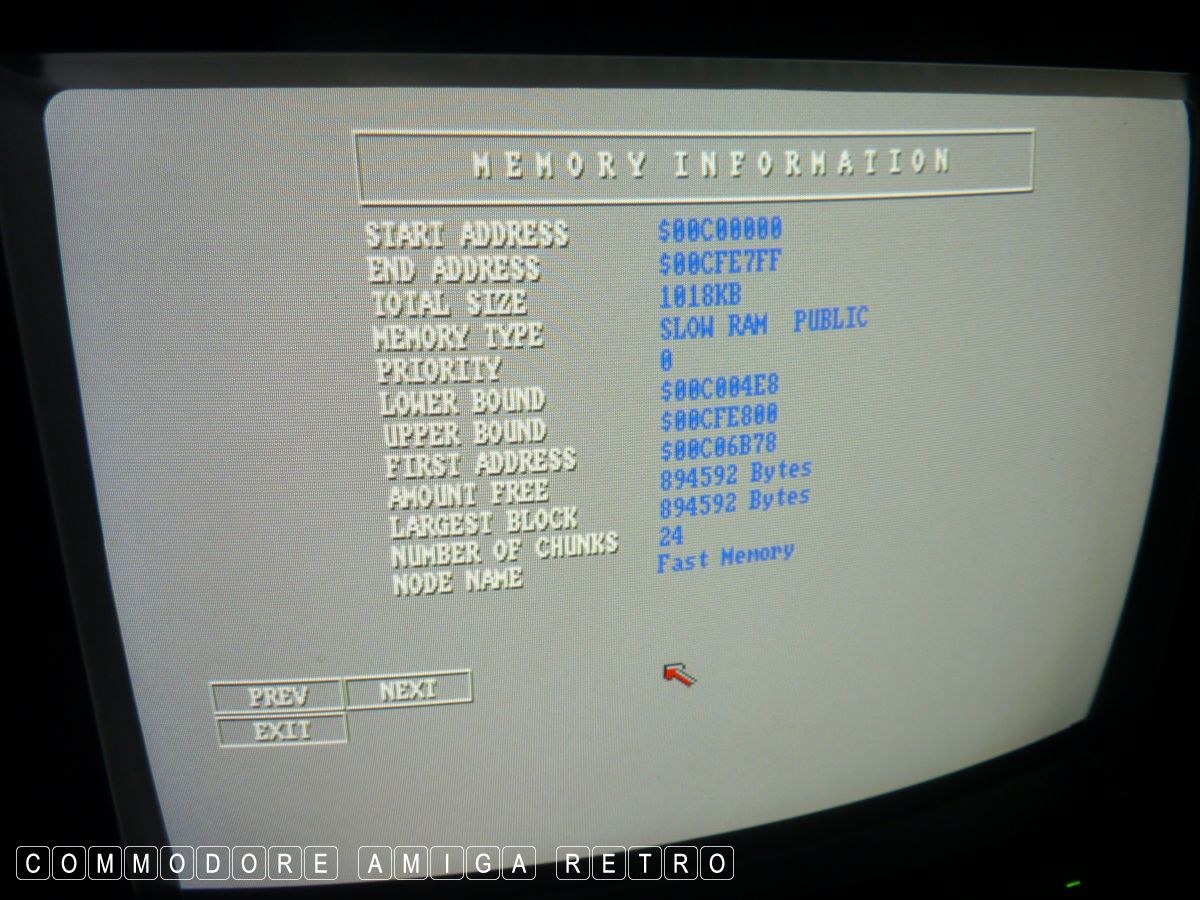 MEMORY INFORMATION
START ADDRESS $00C00000
END ADDRESS $00CFE7FF
TOTAL SIZE 1018KB
MEMORY TYPE SLOW RAM PUBLIC
PRIORITY 0
LOWER BOUND $00C004E8
UPPER BOUND $00CFE800
FIRST ADDRESS $00C06B78
AMOUNT FREE 894592 Bytes
LARGEST BLOCK 894592 Bytes
NUMBER OF CHUNKS 24
NODE NAME Fast Memory
PREV NEXT
EXIT
COMMODORE AMIGA RETRO